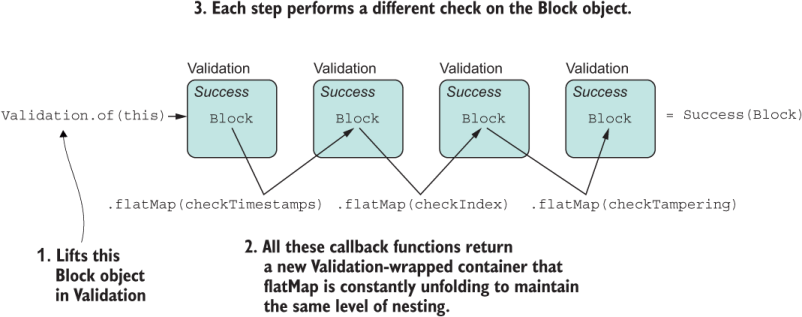 3. Each step performs a different check on the Block object.
Validation Validation Validation Validation
Success Success Success Success
Validation.of(this) Block Block Block Block = Success(Block)
.flatMap(checkTimestamps) .flatMap(checkIndex) .flatMap(checkTampering)
1. Lifts this
Block object
in Validation
2. All these callback functions return
a new Validation-wrapped container that
flatMap is constantly unfolding to maintain
the same level of nesting.